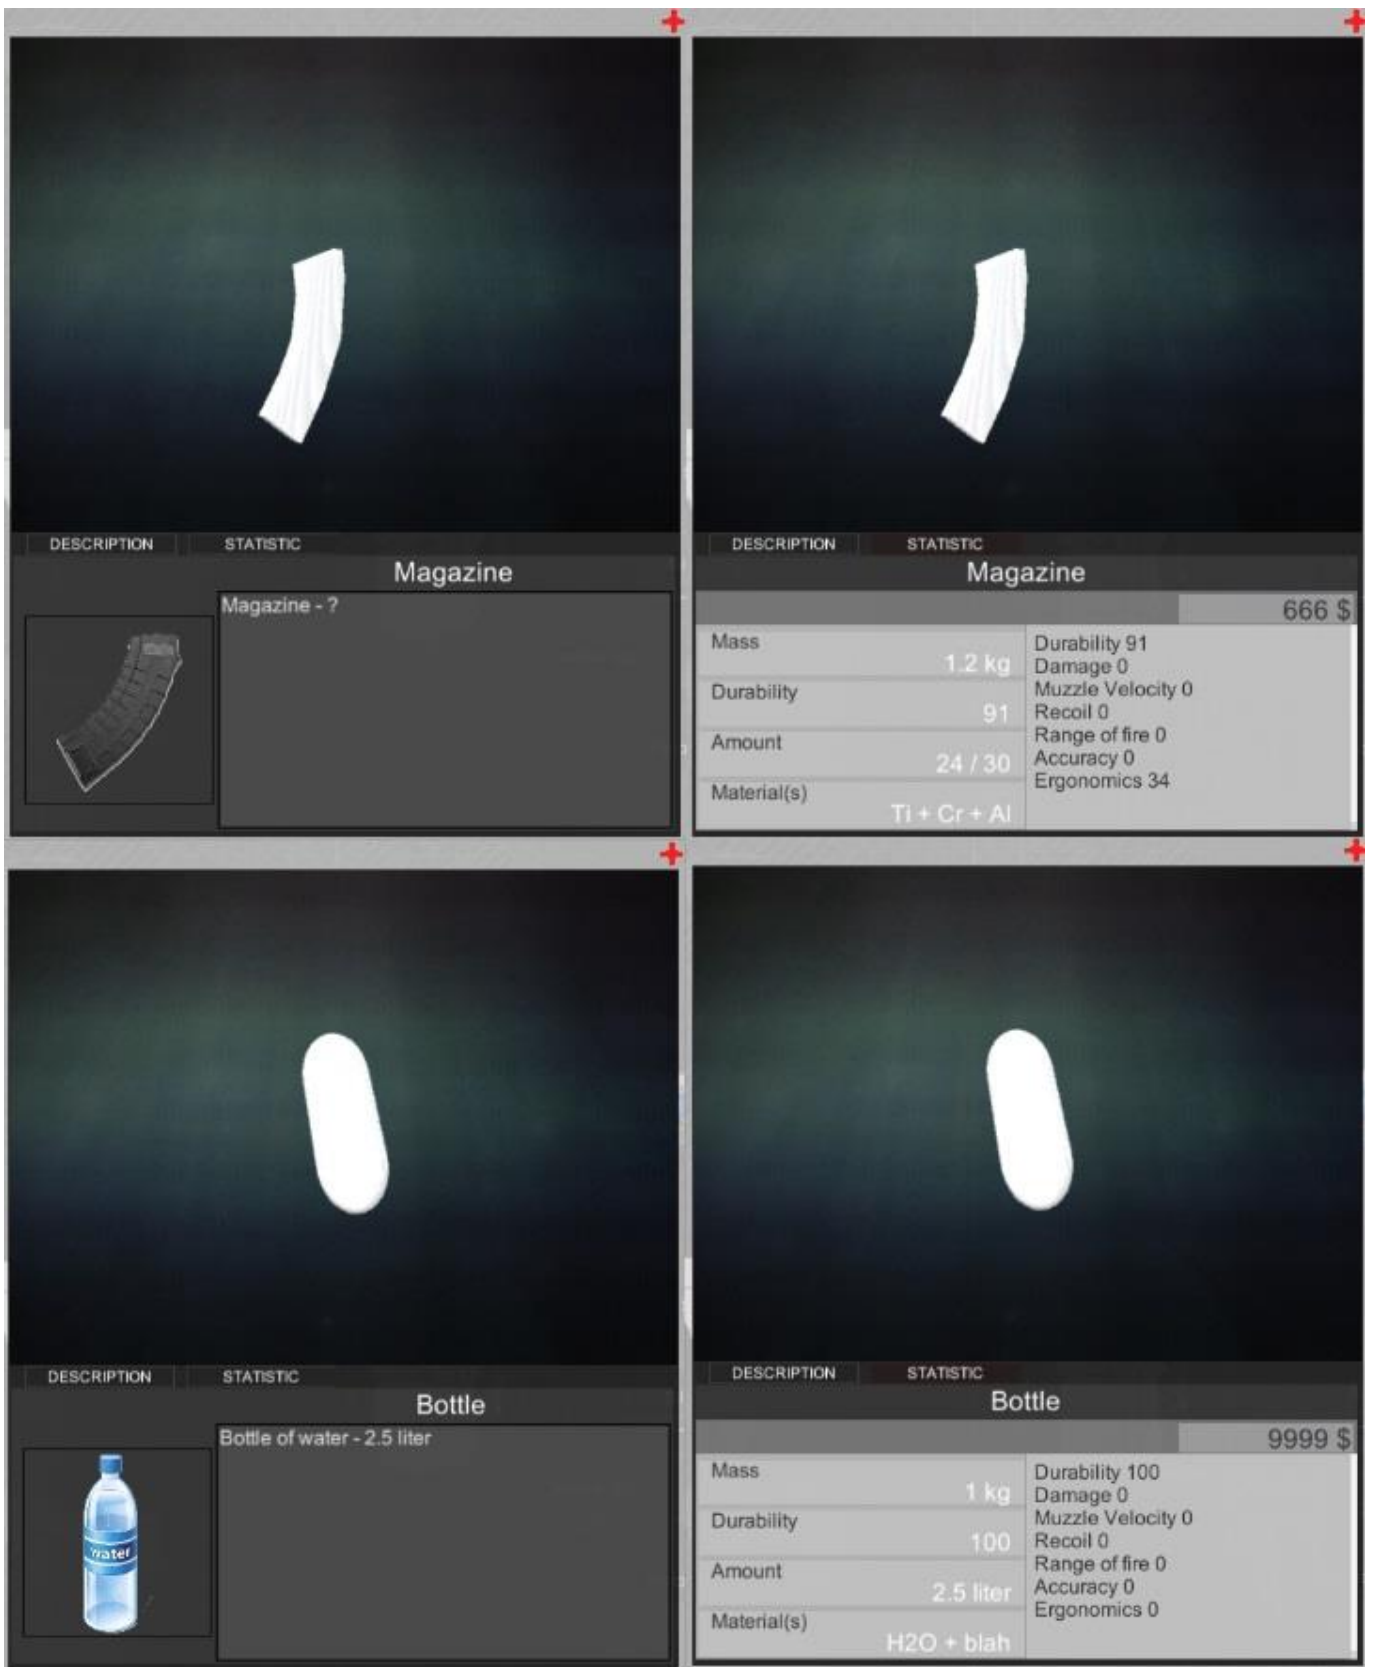 DESCRIPTION STATISTIC
Magazine
Magazine - ?
DESCRIPTION STATISTIC
Magazine
666 $
Mass
1.2 kg
Durability
91
Amount
24 / 30
Material(s)
Ti + Cr + Al
Durability 91
Damage 0
Muzzle Velocity 0
Recoil 0
Range of fire 0
Accuracy 0
Ergonomics 34
DESCRIPTION STATISTIC
Bottle
Bottle of water - 2.5 liter
water
DESCRIPTION STATISTIC
Bottle
9999 $
Mass
1 kg
Durability
100
Amount
2.5 liter
Material(s)
H2O + blah
Durability 100
Damage 0
Muzzle Velocity 0
Recoil 0
Range of fire 0
Accuracy 0
Ergonomics 0